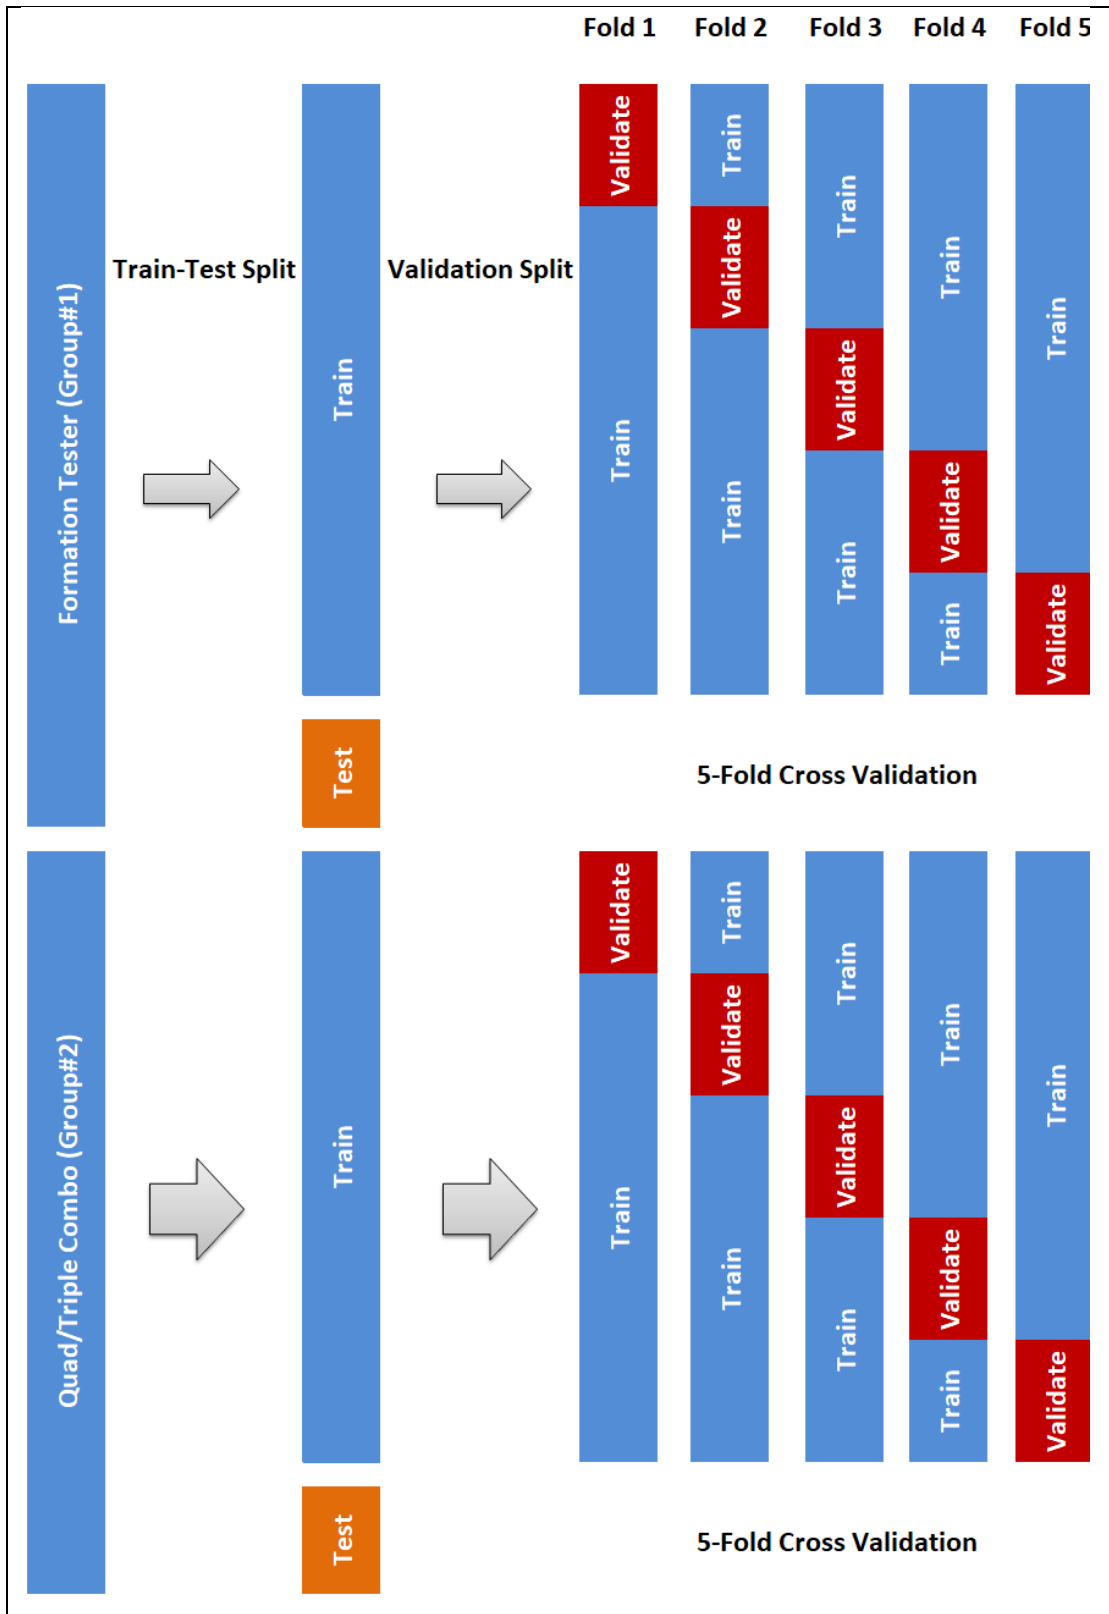 Fold 1
Fold 2
Fold 3
Fold 4
Fold 5
Formation Tester (Group#1)
Train-Test Split
Train
Test
Validation Split
Validate
Train
Train
Validate
Train
Train
Validate
Train
Train
Validate
Train
Train
Validate
5-Fold Cross Validation
Quad/Triple Combo (Group#2)
Train
Test
Validate
Train
Train
Validate
Train
Train
Validate
Train
Train
Validate
Train
Train
Validate
5-Fold Cross Validation